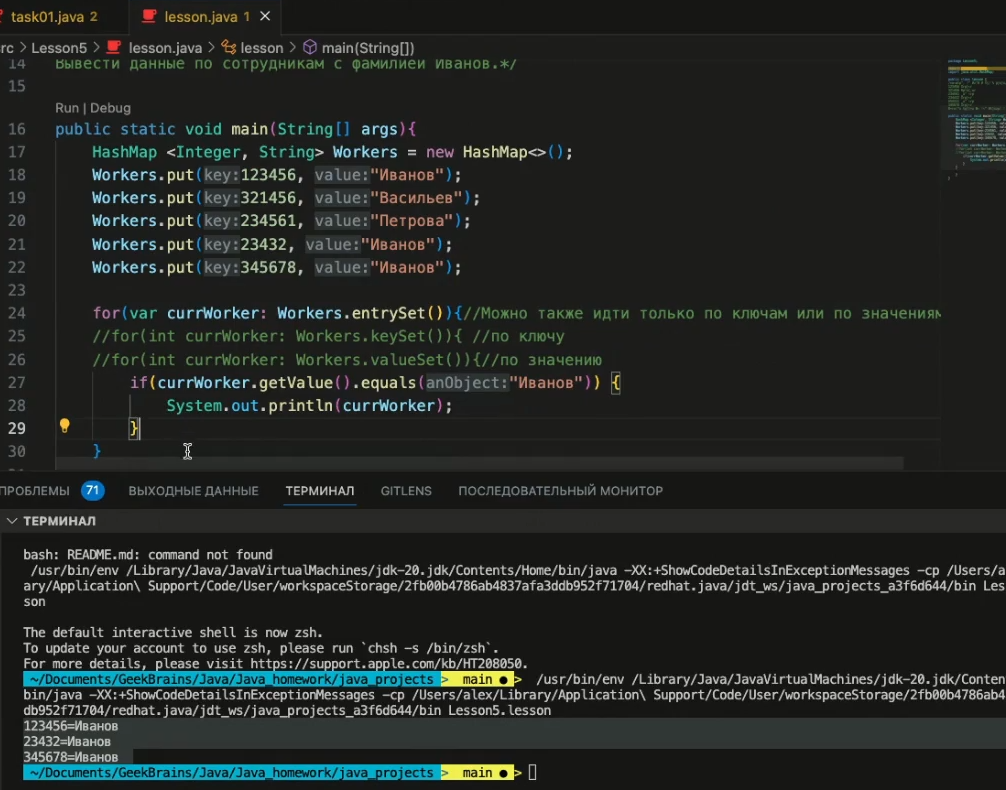 task01.java 2 lesson.java 1
rc > Lesson5 > lesson.java > lesson > main(String[])
14 Вывести данные по сотрудникам с фамилией Иванов.*/
15
Run | Debug
16 public static void main(String[] args){
17 HashMap <Integer, String> Workers = new HashMap<>();
18 Workers.put(key:123456, value:"Иванов");
19 Workers.put(key:321456, value:"Васильев");
20 Workers.put(key:234561, value:"Петрова");
21 Workers.put(key:23432, value:"Иванов");
22 Workers.put(key:345678, value:"Иванов");
23
24 for(var currWorker: Workers.entrySet()){//Можно также идти только по ключам или по значениям
25 //for(int currWorker: Workers.keySet()){ //по ключу
26 //for(int currWorker: Workers.valueSet()){//по значению
27 if(currWorker.getValue().equals(anObject:"Иванов")) {
28 System.out.println(currWorker);
29 }
30 }
ПРОБЛЕМЫ 71 ВЫХОДНЫЕ ДАННЫЕ ТЕРМИНАЛ GITLENS ПОСЛЕДОВАТЕЛЬНЫЙ МОНИТОР
ТЕРМИНАЛ
bash: README.md: command not found
/usr/bin/env /Library/Java/JavaVirtualMachines/jdk-20.jdk/Contents/Home/bin/java -XX:+ShowCodeDetailsInExceptionMessages -cp /Users/a
ary/Application\ Support/Code/User/workspaceStorage/2fb00b4786ab4837afa3ddb952f71704/redhat.java/jdt_ws/java_projects_a3f6d644/bin Les
son
The default interactive shell is now zsh.
To update your account to use zsh, please run `chsh -s /bin/zsh`.
For more details, please visit https://support.apple.com/kb/HT208050.
~/Documents/GeekBrains/Java/Java_homework/java_projects > main ● > /usr/bin/env /Library/Java/JavaVirtualMachines/jdk-20.jdk/Conten
bin/java -XX:+ShowCodeDetailsInExceptionMessages -cp /Users/alex/Library/Application\ Support/Code/User/workspaceStorage/2fb00b4786ab4
db952f71704/redhat.java/jdt_ws/java_projects_a3f6d644/bin Lesson5.lesson
123456=Иванов
23432=Иванов
345678=Иванов
~/Documents/GeekBrains/Java/Java_homework/java_projects > main ● >